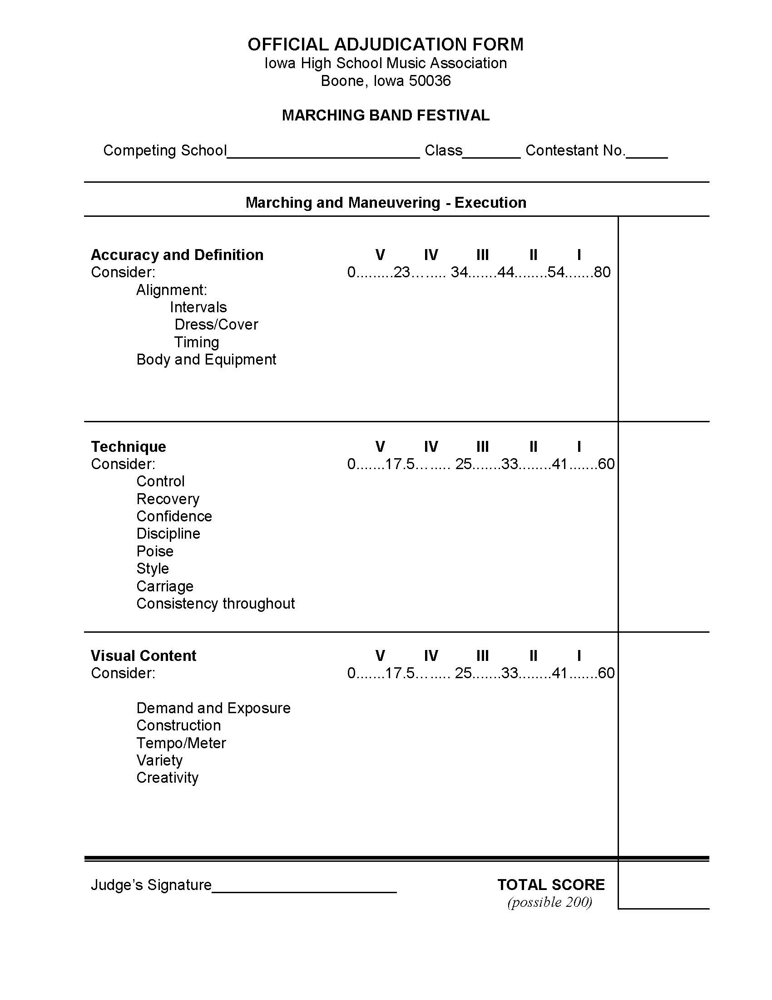 OFFICIAL ADJUDICATION FORM
Iowa High School Music Association
Boone, Iowa 50036
MARCHING BAND FESTIVAL
Competing School_______________________ Class_______ Contestant No._____
Marching and Maneuvering - Execution
Accuracy and Definition V IV III II I
Consider: 0.........23........ 34.......44........54.......80
Alignment:
Intervals
Dress/Cover
Timing
Body and Equipment
Technique V IV III II I
Consider: 0.......17.5........ 25.......33........41.......60
Control
Recovery
Confidence
Discipline
Poise
Style
Carriage
Consistency throughout
Visual Content V IV III II I
Consider: 0.......17.5........ 25.......33........41.......60
Demand and Exposure
Construction
Tempo/Meter
Variety
Creativity
Judge’s Signature______________________ TOTAL SCORE
(possible 200)